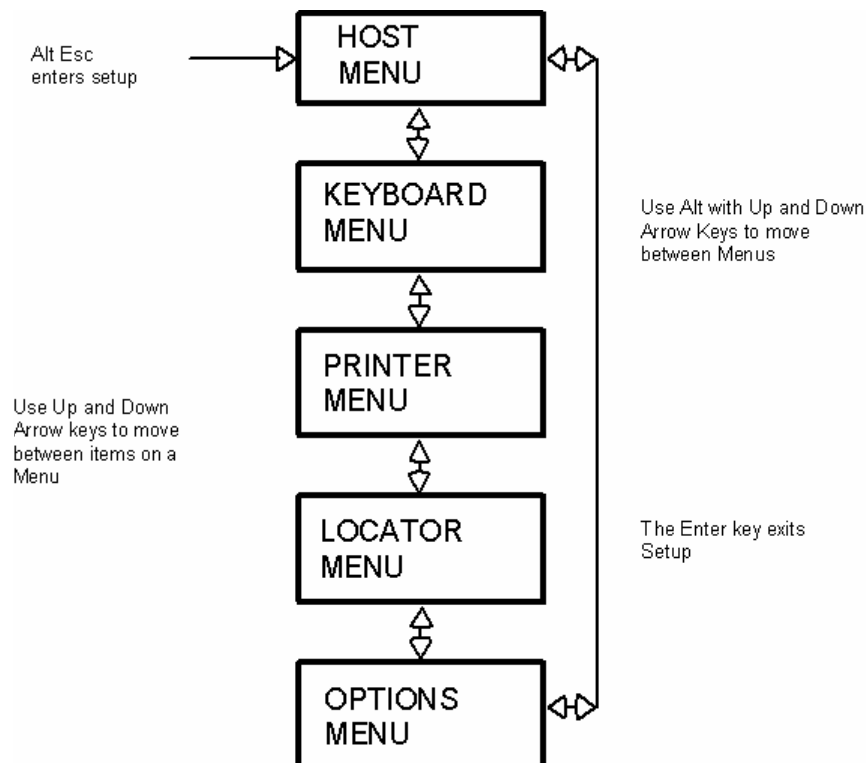 HOST
MENU
Alt Esc
enters setup
KEYBOARD
MENU
Use Alt with Up and Down
Arrow Keys to move
between Menus
PRINTER
MENU
Use Up and Down
Arrow keys to move
between items on a
Menu
LOCATOR
MENU
The Enter key exits
Setup
OPTIONS
MENU